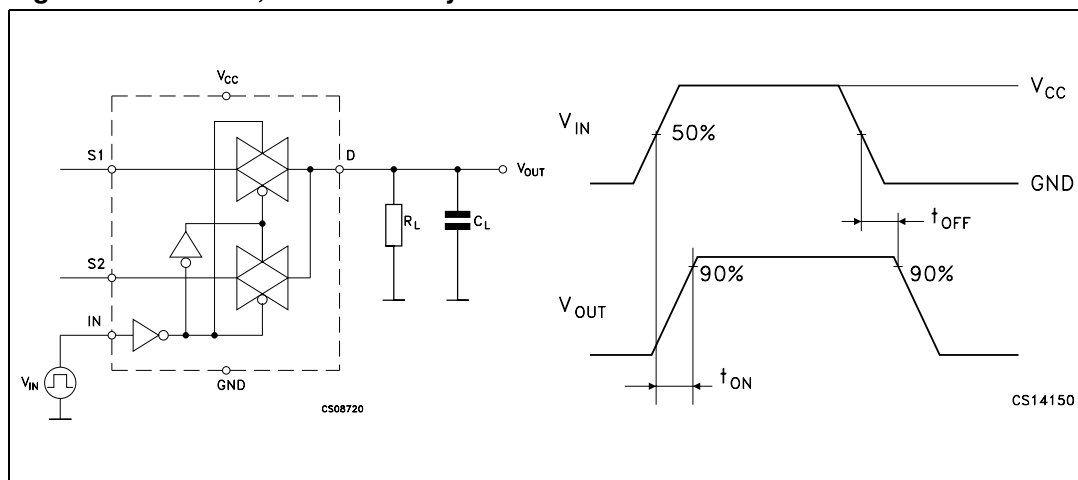 V_CC
S1
D
V_OUT
R_L
C_L
S2
IN
V_IN
GND
CS08720
V_CC
V_IN
50%
GND
t_OFF
90%
90%
V_OUT
t_ON
CS14150